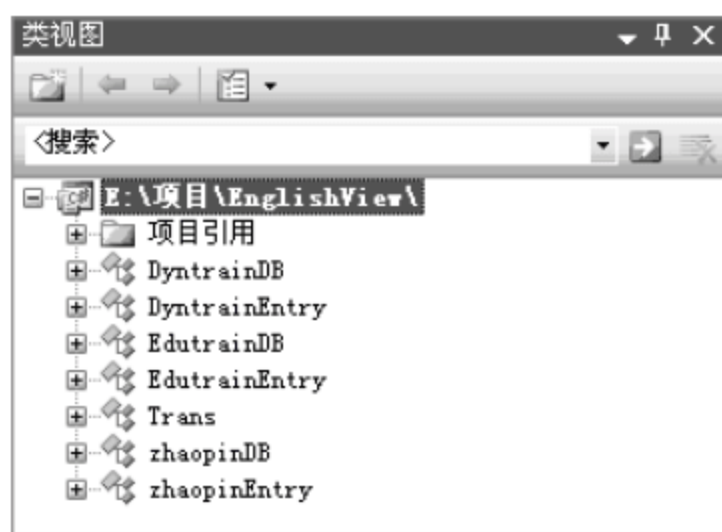 类视图
<搜索>
E:\项目\EnglishView\
项目引用
DyntrainDB
DyntrainEntry
EdutrainDB
EdutrainEntry
Trans
zhaopinDB
zhaopinEntry